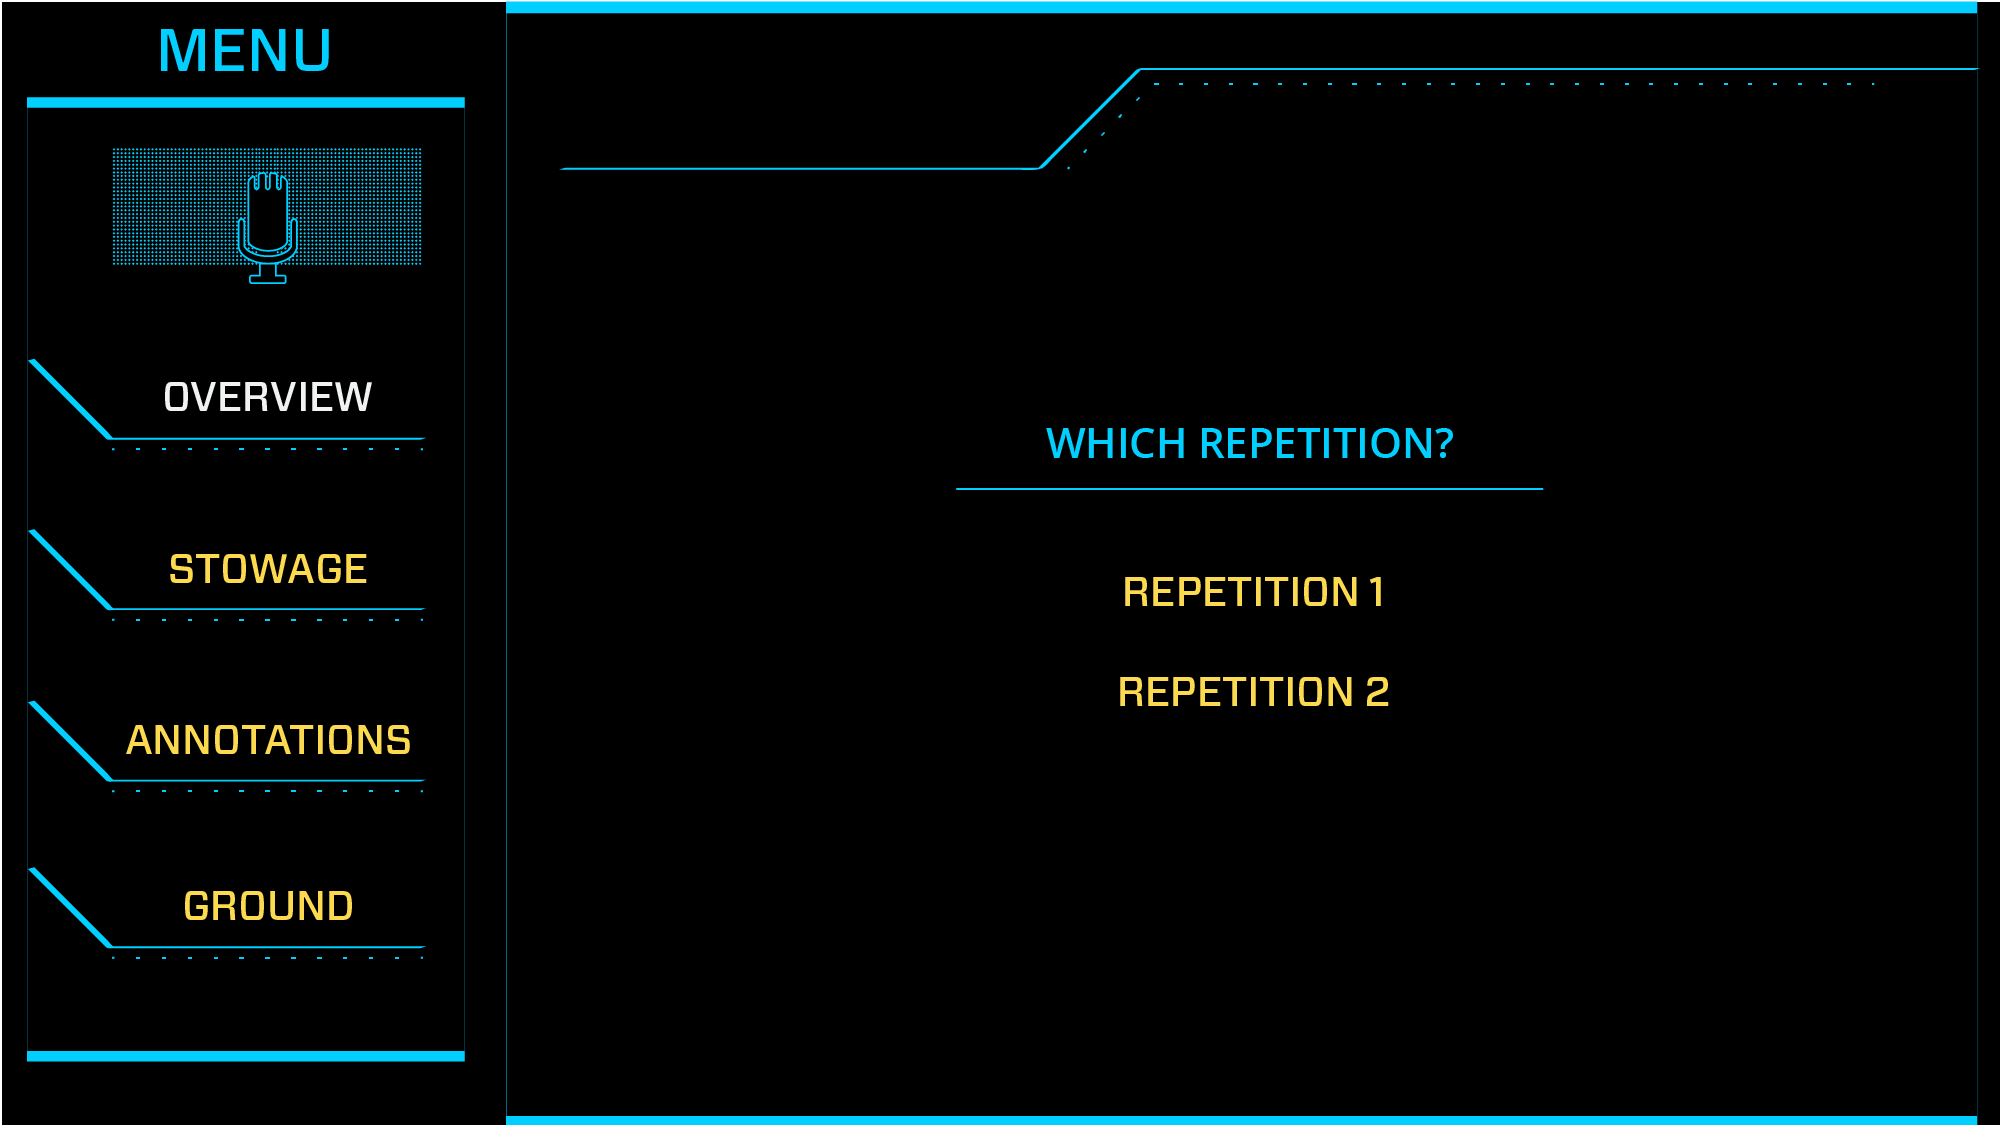 MENU
OVERVIEW
STOWAGE
ANNOTATIONS
GROUND
WHICH REPETITION?
REPETITION 1
REPETITION 2